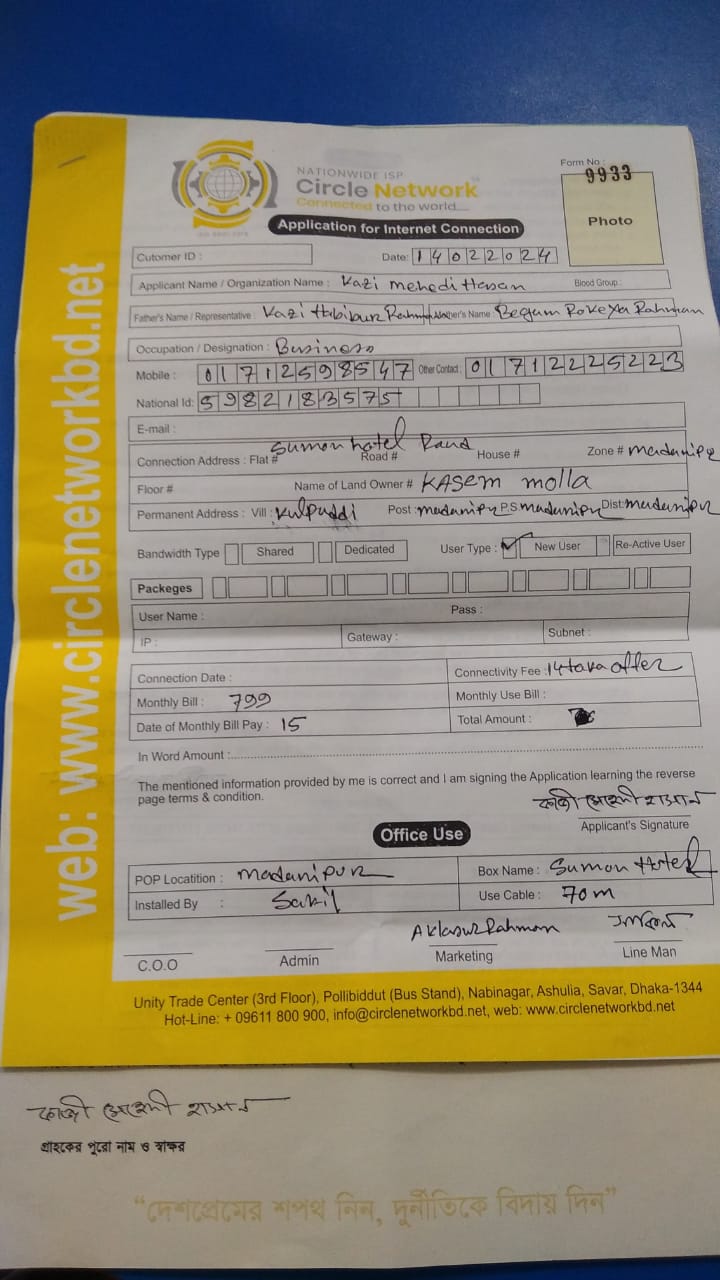 web: www.circlenetworkbd.net
NATIONWIDE ISP
Circle Network
Connected to the world....
Application for Internet Connection
Form No :
9933
Photo
Cutomer ID :
Date: 14022024
Applicant Name / Organization Name : Kazi mehedi Hasan Blood Group :
Father's Name / Representative : Kazi Habibur Rahman Mother's Name : Begum Rokeya Rahman
Occupation / Designation : Business
Mobile : 01712598547 Other Contact : 01712225223
National Id: 5982183575
E-mail :
Connection Address : Flat # Sumon hotel Road # House # Zone # madaripur
Floor # Name of Land Owner # KASEM molla
Permanent Address : Vill : Kulpaddi Post : madaripur P.S madaripur Dist: madaripur
Bandwidth Type Shared Dedicated User Type : ✓ New User Re-Active User
Packeges
User Name : Pass :
IP : Gateway : Subnet :
Connection Date : Connectivity Fee : 14 taka offer
Monthly Bill : 799 Monthly Use Bill :
Date of Monthly Bill Pay : 15 Total Amount :
In Word Amount :
The mentioned information provided by me is correct and I am signing the Application learning the reverse
page terms & condition.
কাজী মেহেদী হাসান
Applicant's Signature
Office Use
POP Locatition : madaripur Box Name : Sumon Hotel
Installed By : Sakil Use Cable : 70m
Aklasur Rahman
C.O.O Admin Marketing Line Man
Unity Trade Center (3rd Floor), Pollibiddut (Bus Stand), Nabinagar, Ashulia, Savar, Dhaka-1344
Hot-Line: + 09611 800 900, info@circlenetworkbd.net, web: www.circlenetworkbd.net
কাজী মেহেদী হাসান
গ্রাহকের পুরো নাম ও স্বাক্ষর
“দেশপ্রেমের শপথ নিন, দুর্নীতিকে বিদায় দিন”